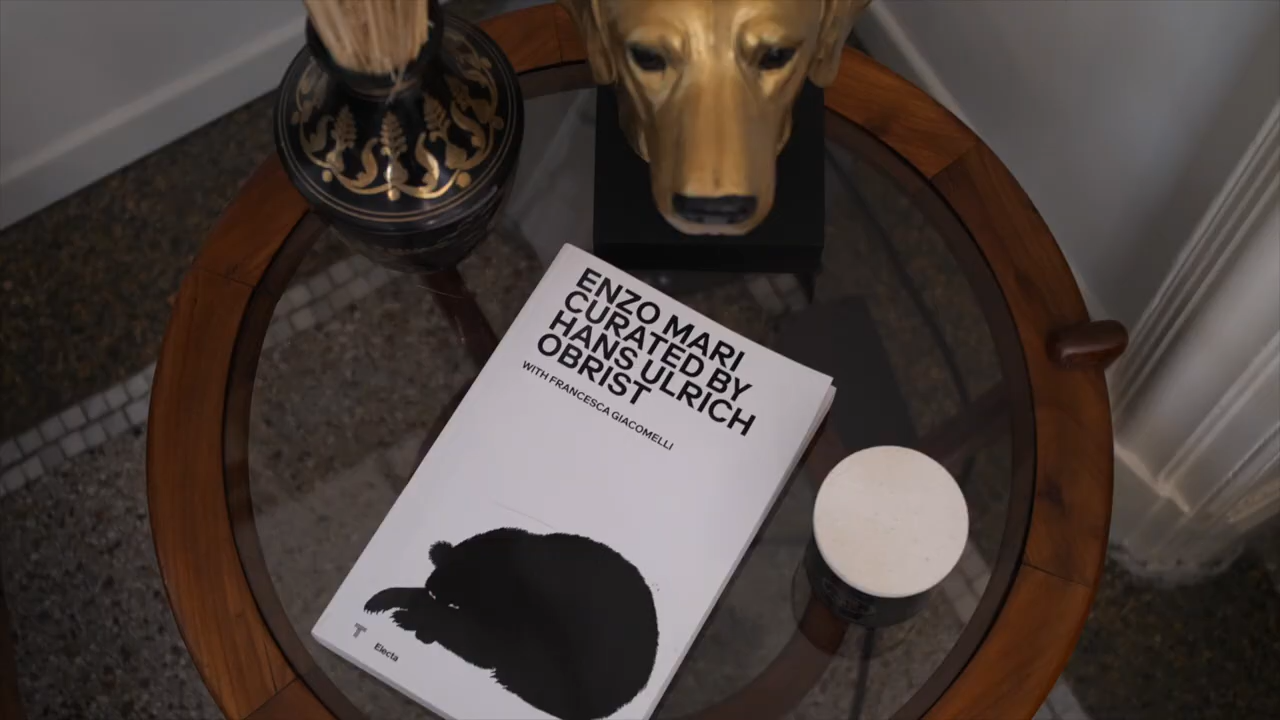 ENZO MARI
CURATED BY
HANS ULRICH
OBRIST
WITH FRANCESCA GIACOMELLI
Electa